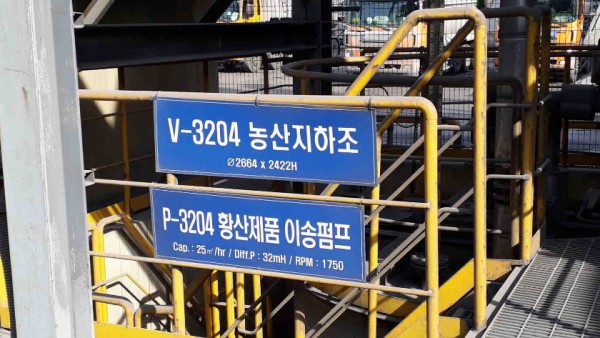 V-3204 농산지하조
Ø2664 x 2422H
P-3204 황산제품 이송펌프
Cap. : 25㎥/hr / Diff.P : 32mH / RPM : 1750